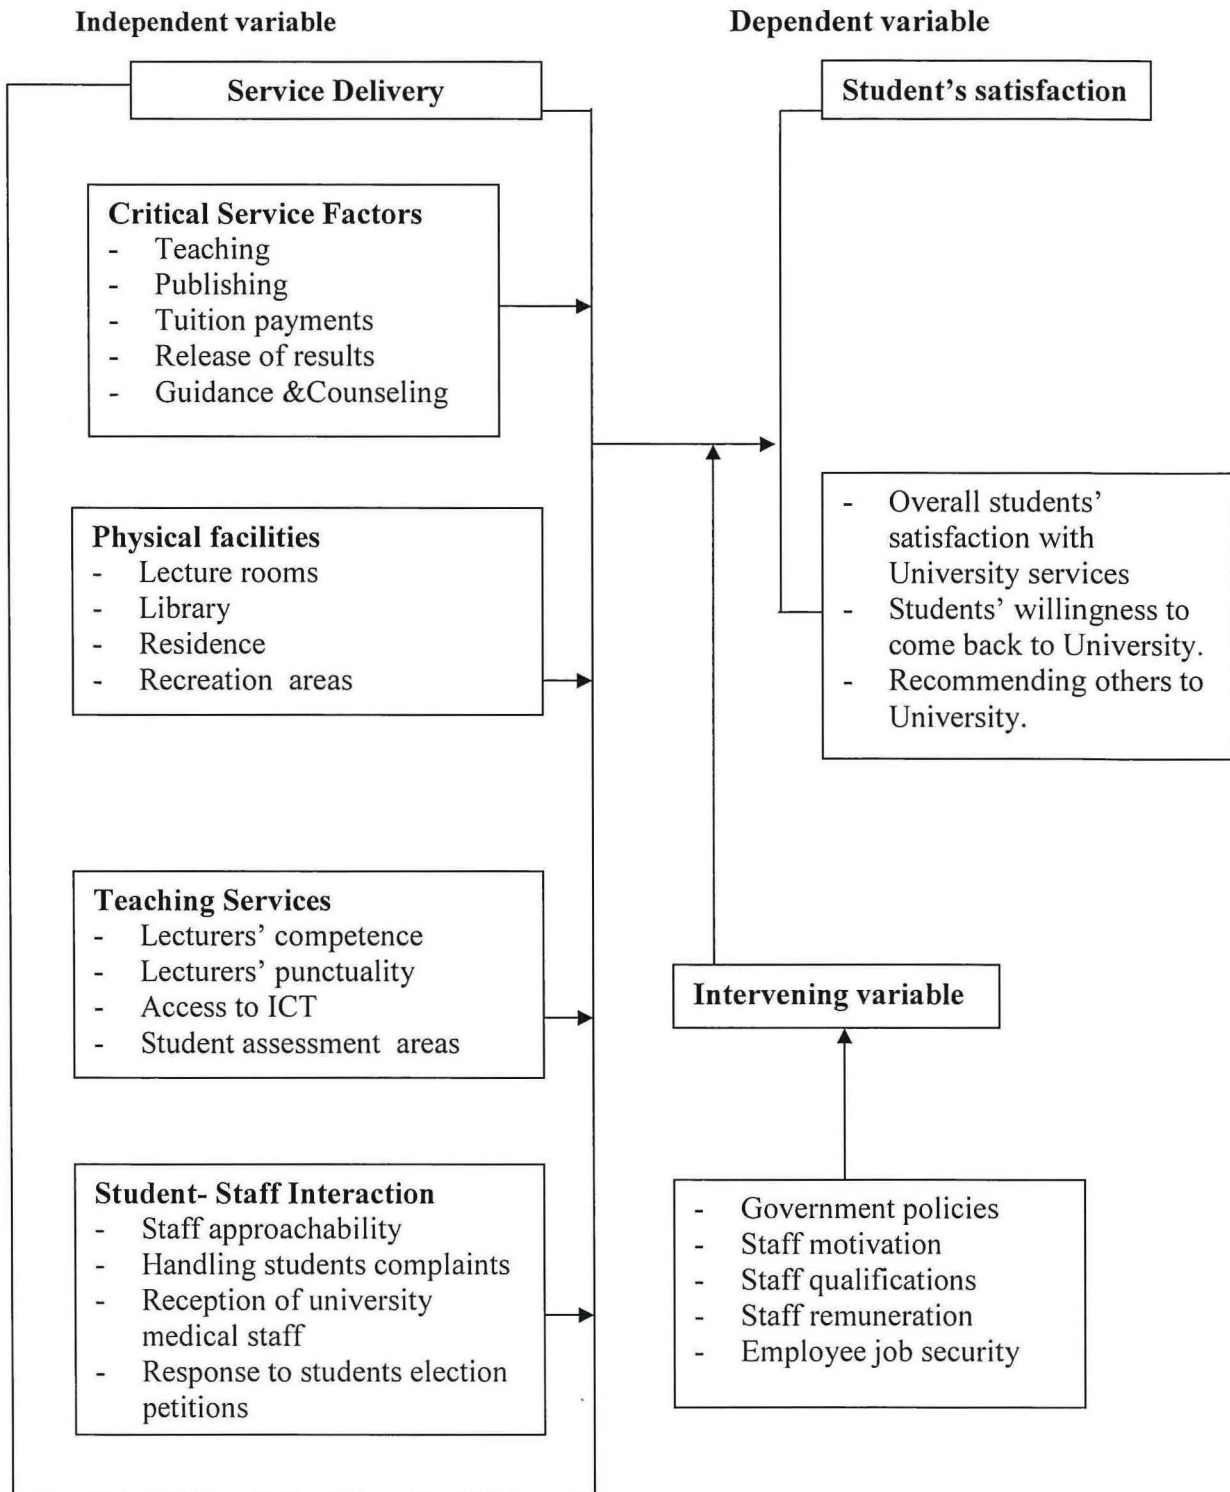 Independent variable
Dependent variable
Service Delivery
Student's satisfaction
Critical Service Factors
- Teaching
- Publishing
- Tuition payments
- Release of results
- Guidance &Counseling
Physical facilities
- Lecture rooms
- Library
- Residence
- Recreation areas
- Overall students'
satisfaction with
University services
- Students' willingness to
come back to University.
- Recommending others to
University.
Teaching Services
- Lecturers' competence
- Lecturers' punctuality
- Access to ICT
- Student assessment areas
Intervening variable
Student- Staff Interaction
- Staff approachability
- Handling students complaints
- Reception of university
medical staff
- Response to students election
petitions
- Government policies
- Staff motivation
- Staff qualifications
- Staff remuneration
- Employee job security